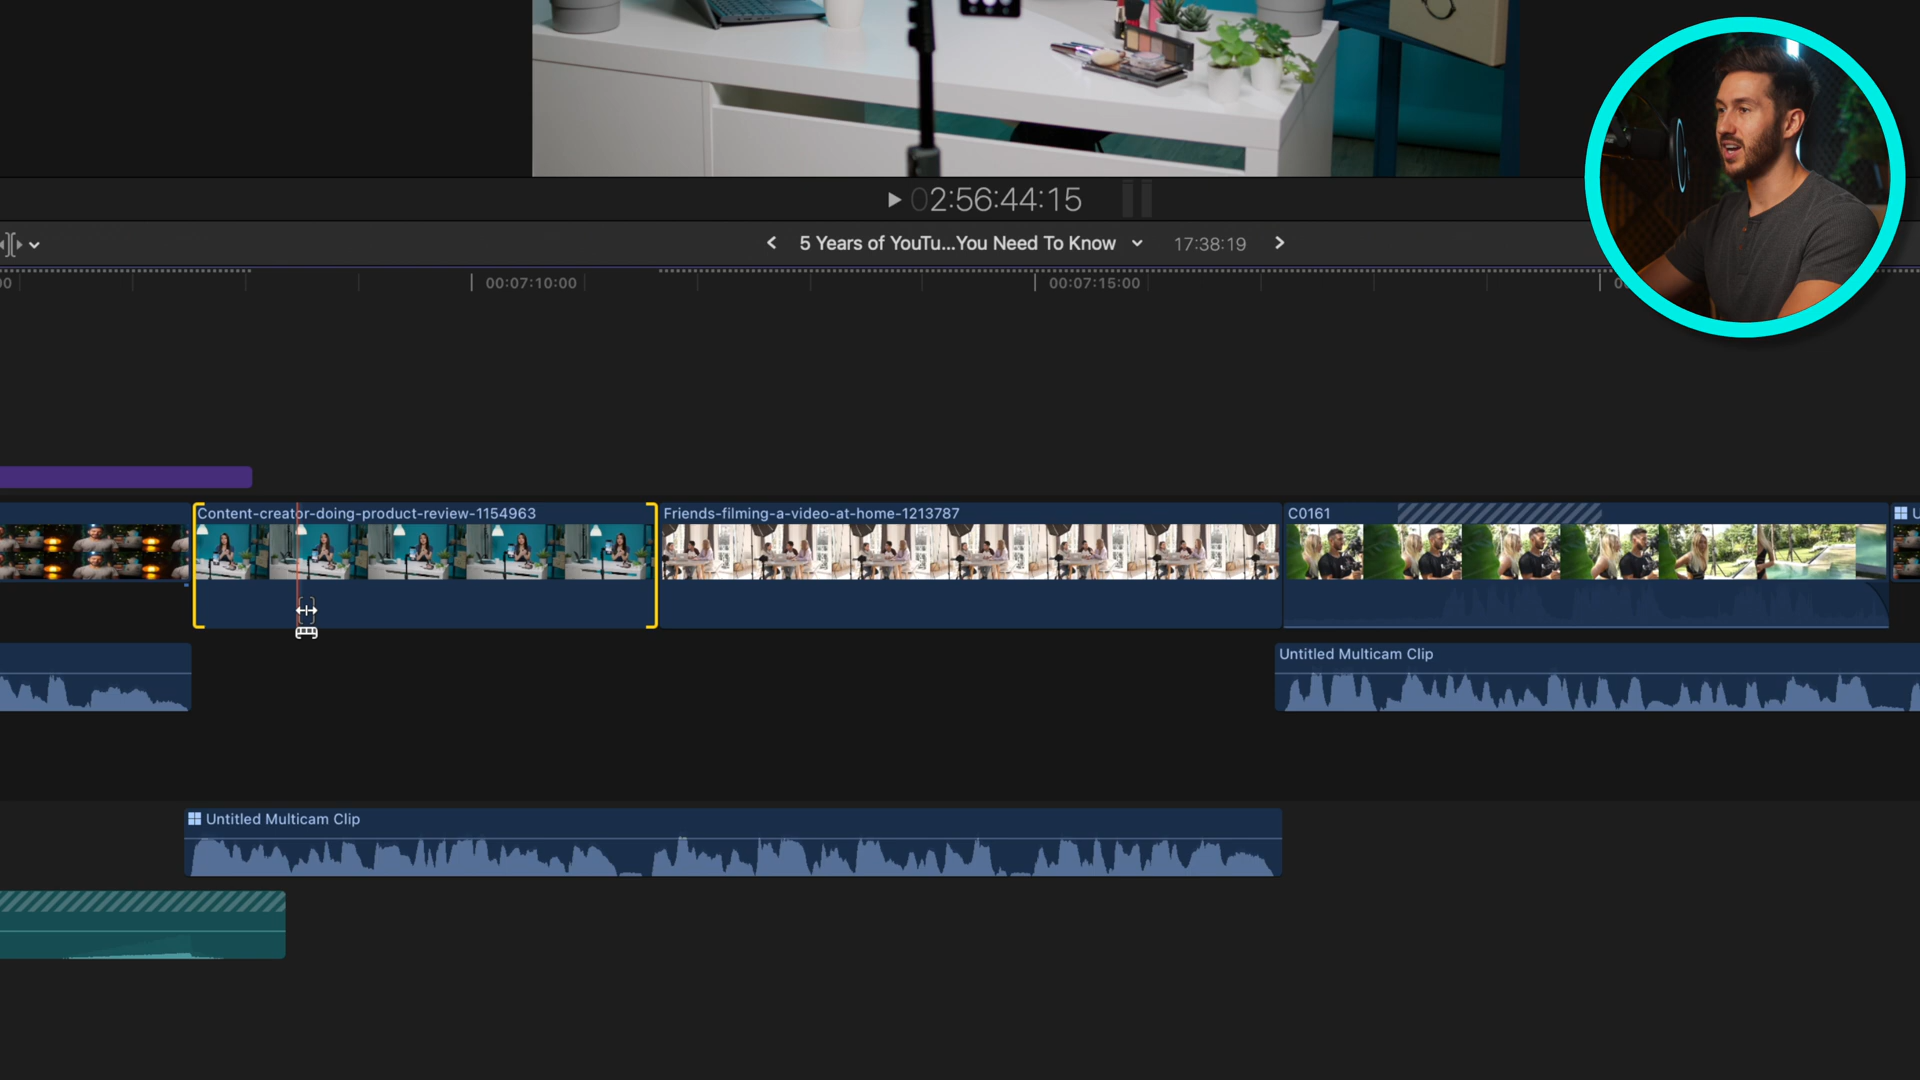 02:56:44:15
5 Years of YouTu...You Need To Know
17:38:19
00:07:10:00
00:07:15:00
Content-creator-doing-product-review-1154963
Friends-filming-a-video-at-home-1213787
C0161
Untitled Multicam Clip
Untitled Multicam Clip